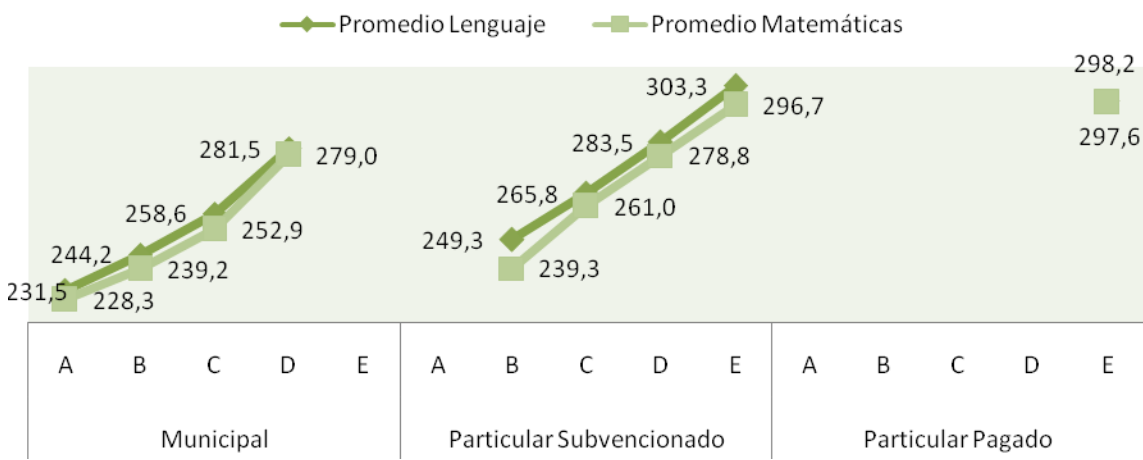 Promedio Lenguaje Promedio Matemáticas
298,2
303,3
296,7
281,5 279,0 283,5 278,8 297,6
258,6 265,8 261,0
244,2 252,9 249,3
231,5 228,3 239,2 239,3
A B C D E A B C D E A B C D E
Municipal Particular Subvencionado Particular Pagado